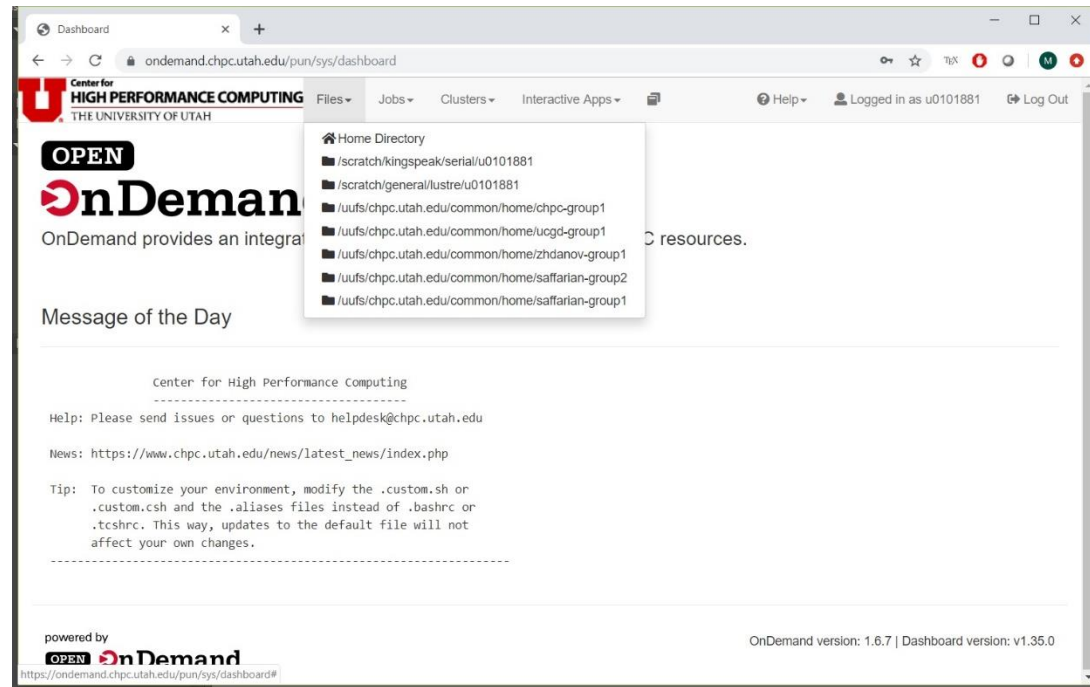 Dashboard
ondemand.chpc.utah.edu/pun/sys/dashboard
TEX
M
Center for
HIGH PERFORMANCE COMPUTING
THE UNIVERSITY OF UTAH
Files
Jobs
Clusters
Interactive Apps
Help
Logged in as u0101881
Log Out
Home Directory
/scratch/kingspeak/serial/u0101881
/scratch/general/lustre/u0101881
/uufs/chpc.utah.edu/common/home/chpc-group1
/uufs/chpc.utah.edu/common/home/ucgd-group1
/uufs/chpc.utah.edu/common/home/zhdanov-group1
/uufs/chpc.utah.edu/common/home/saffarian-group2
/uufs/chpc.utah.edu/common/home/saffarian-group1
OPEN
OnDeman
OnDemand provides an integra C resources.
Message of the Day
Center for High Performance Computing
-----------------------------------
Help: Please send issues or questions to helpdesk@chpc.utah.edu
News: https://www.chpc.utah.edu/news/latest_news/index.php
Tip: To customize your environment, modify the .custom.sh or
.custom.csh and the .aliases files instead of .bashrc or
.tcshrc. This way, updates to the default file will not
affect your own changes.
----------------------------------------------------------------
powered by
OPEN OnDemand
OnDemand version: 1.6.7 | Dashboard version: v1.35.0
https://ondemand.chpc.utah.edu/pun/sys/dashboard#